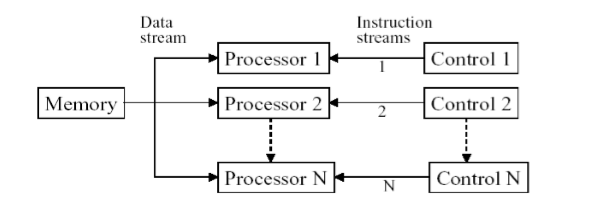 Data
stream
Instruction
streams
Processor 1
1
Control 1
Memory
Processor 2
2
Control 2
Processor N
N
Control N